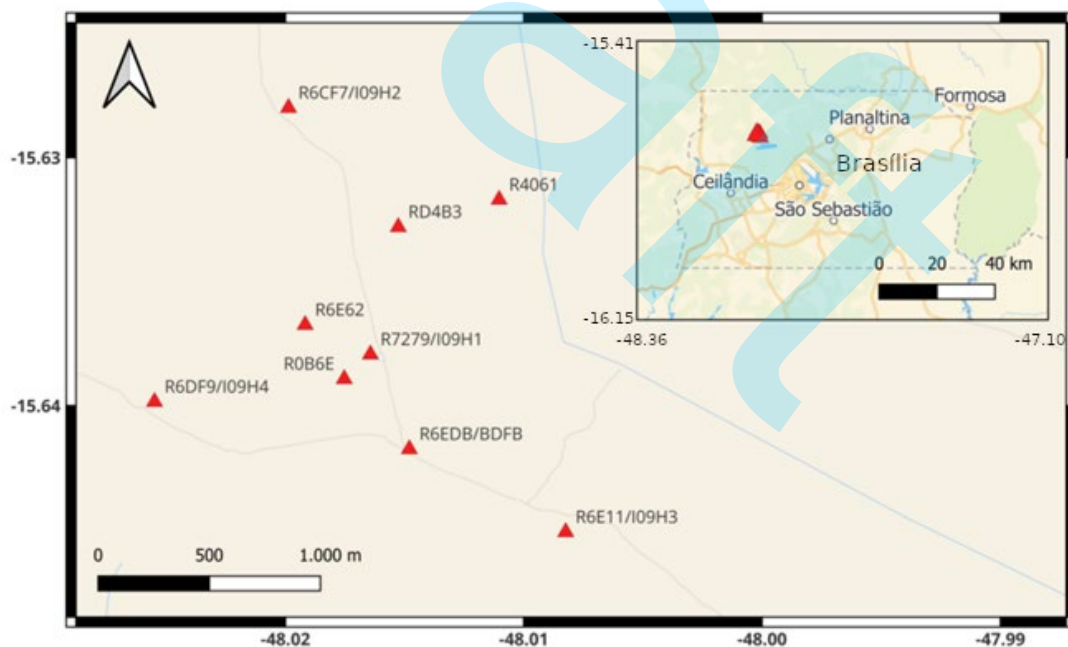 -15.41
Formosa
Planaltina
Brasília
Ceilândia
São Sebastião
0 20 40 km
-16.15
-48.36 -47.10
R6CF7/I09H2
-15.63
R4061
RD4B3
R6E62
R7279/I09H1
R0B6E
R6DF9/I09H4
-15.64
R6EDB/BDFB
R6E11/I09H3
0 500 1.000 m
-48.02 -48.01 -48.00 -47.99